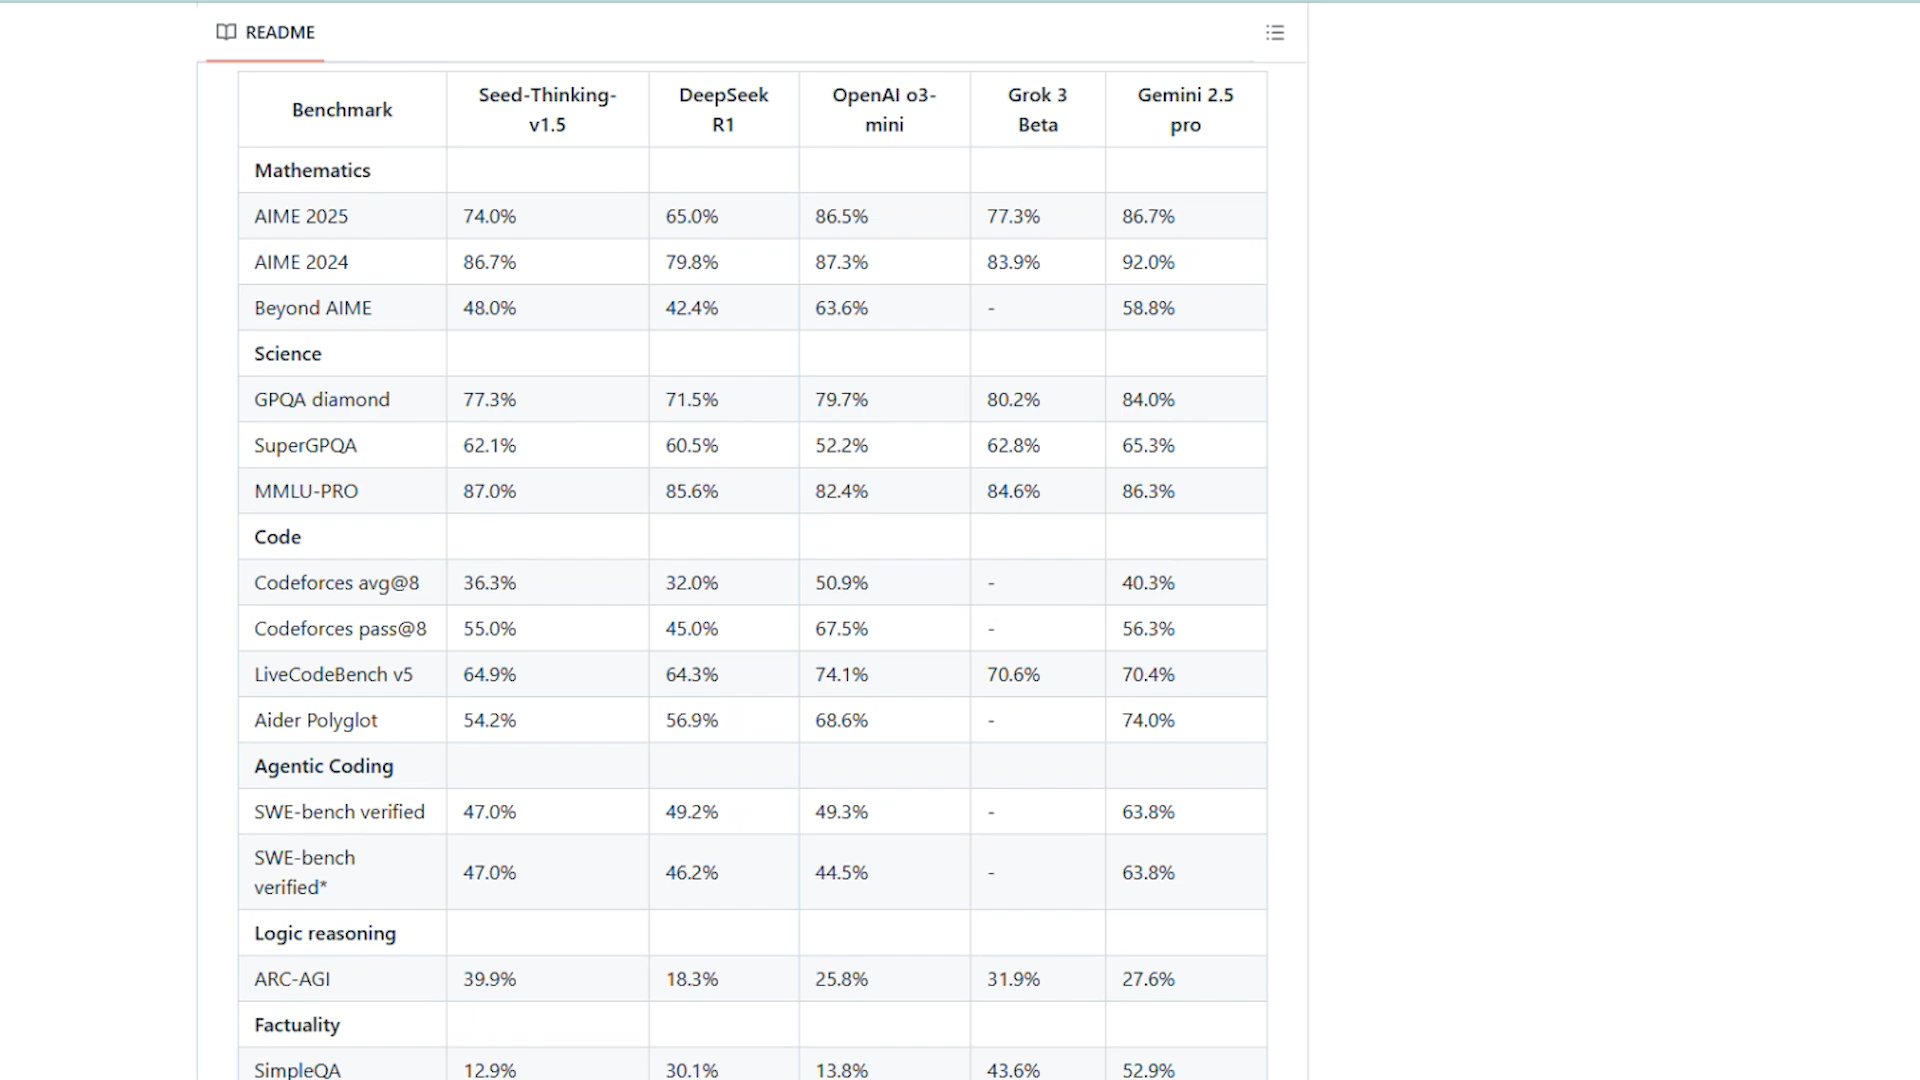 README
Benchmark Seed-Thinking-v1.5 DeepSeek R1 OpenAI o3-mini Grok 3 Beta Gemini 2.5 pro
Mathematics
AIME 2025 74.0% 65.0% 86.5% 77.3% 86.7%
AIME 2024 86.7% 79.8% 87.3% 83.9% 92.0%
Beyond AIME 48.0% 42.4% 63.6% - 58.8%
Science
GPQA diamond 77.3% 71.5% 79.7% 80.2% 84.0%
SuperGPQA 62.1% 60.5% 52.2% 62.8% 65.3%
MMLU-PRO 87.0% 85.6% 82.4% 84.6% 86.3%
Code
Codeforces avg@8 36.3% 32.0% 50.9% - 40.3%
Codeforces pass@8 55.0% 45.0% 67.5% - 56.3%
LiveCodeBench v5 64.9% 64.3% 74.1% 70.6% 70.4%
Aider Polyglot 54.2% 56.9% 68.6% - 74.0%
Agentic Coding
SWE-bench verified 47.0% 49.2% 49.3% - 63.8%
SWE-bench verified* 47.0% 46.2% 44.5% - 63.8%
Logic reasoning
ARC-AGI 39.9% 18.3% 25.8% 31.9% 27.6%
Factuality
SimpleQA 12.9% 30.1% 13.8% 43.6% 52.9%